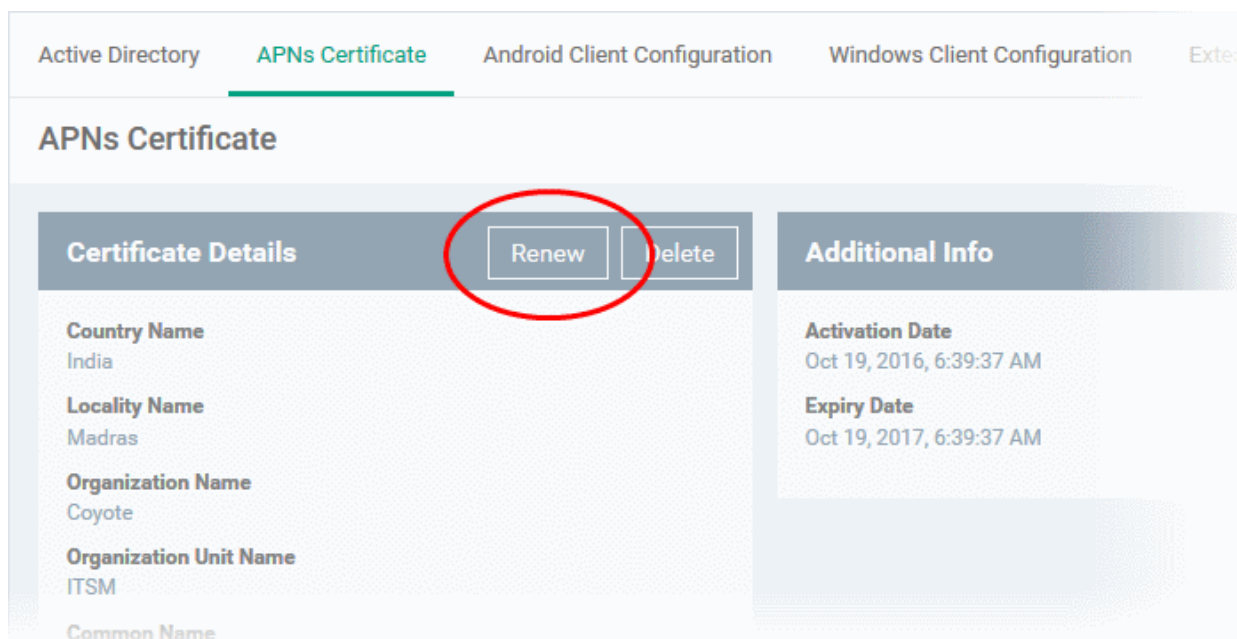 Active Directory APNs Certificate Android Client Configuration Windows Client Configuration
APNs Certificate
Certificate Details Renew Delete
Country Name
India
Locality Name
Madras
Organization Name
Coyote
Organization Unit Name
ITSM
Common Name
Additional Info
Activation Date
Oct 19, 2016, 6:39:37 AM
Expiry Date
Oct 19, 2017, 6:39:37 AM